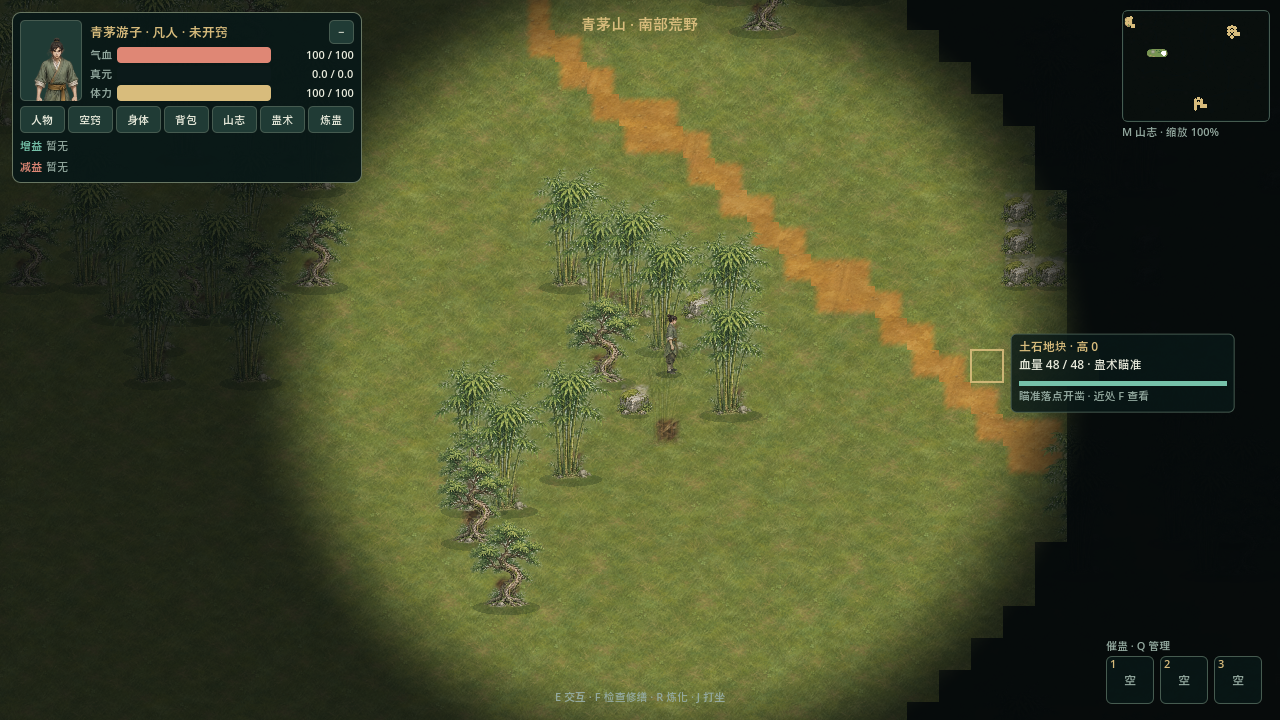 青茅山 · 南部荒野
青茅游子 · 凡人 · 未开窍
−
气血 100 / 100
真元 0.0 / 0.0
体力 100 / 100
人物 空窍 身体 背包 山志 蛊术 炼蛊
增益 暂无
减益 暂无
M 山志 · 缩放 100%
土石地块 · 高 0
血量 48 / 48 · 蛊术瞄准
瞄准落点开凿 · 近处 F 查看
催蛊 · Q 管理
1 空
2 空
3 空
E 交互 · F 检查修缮 · R 炼化 · J 打坐